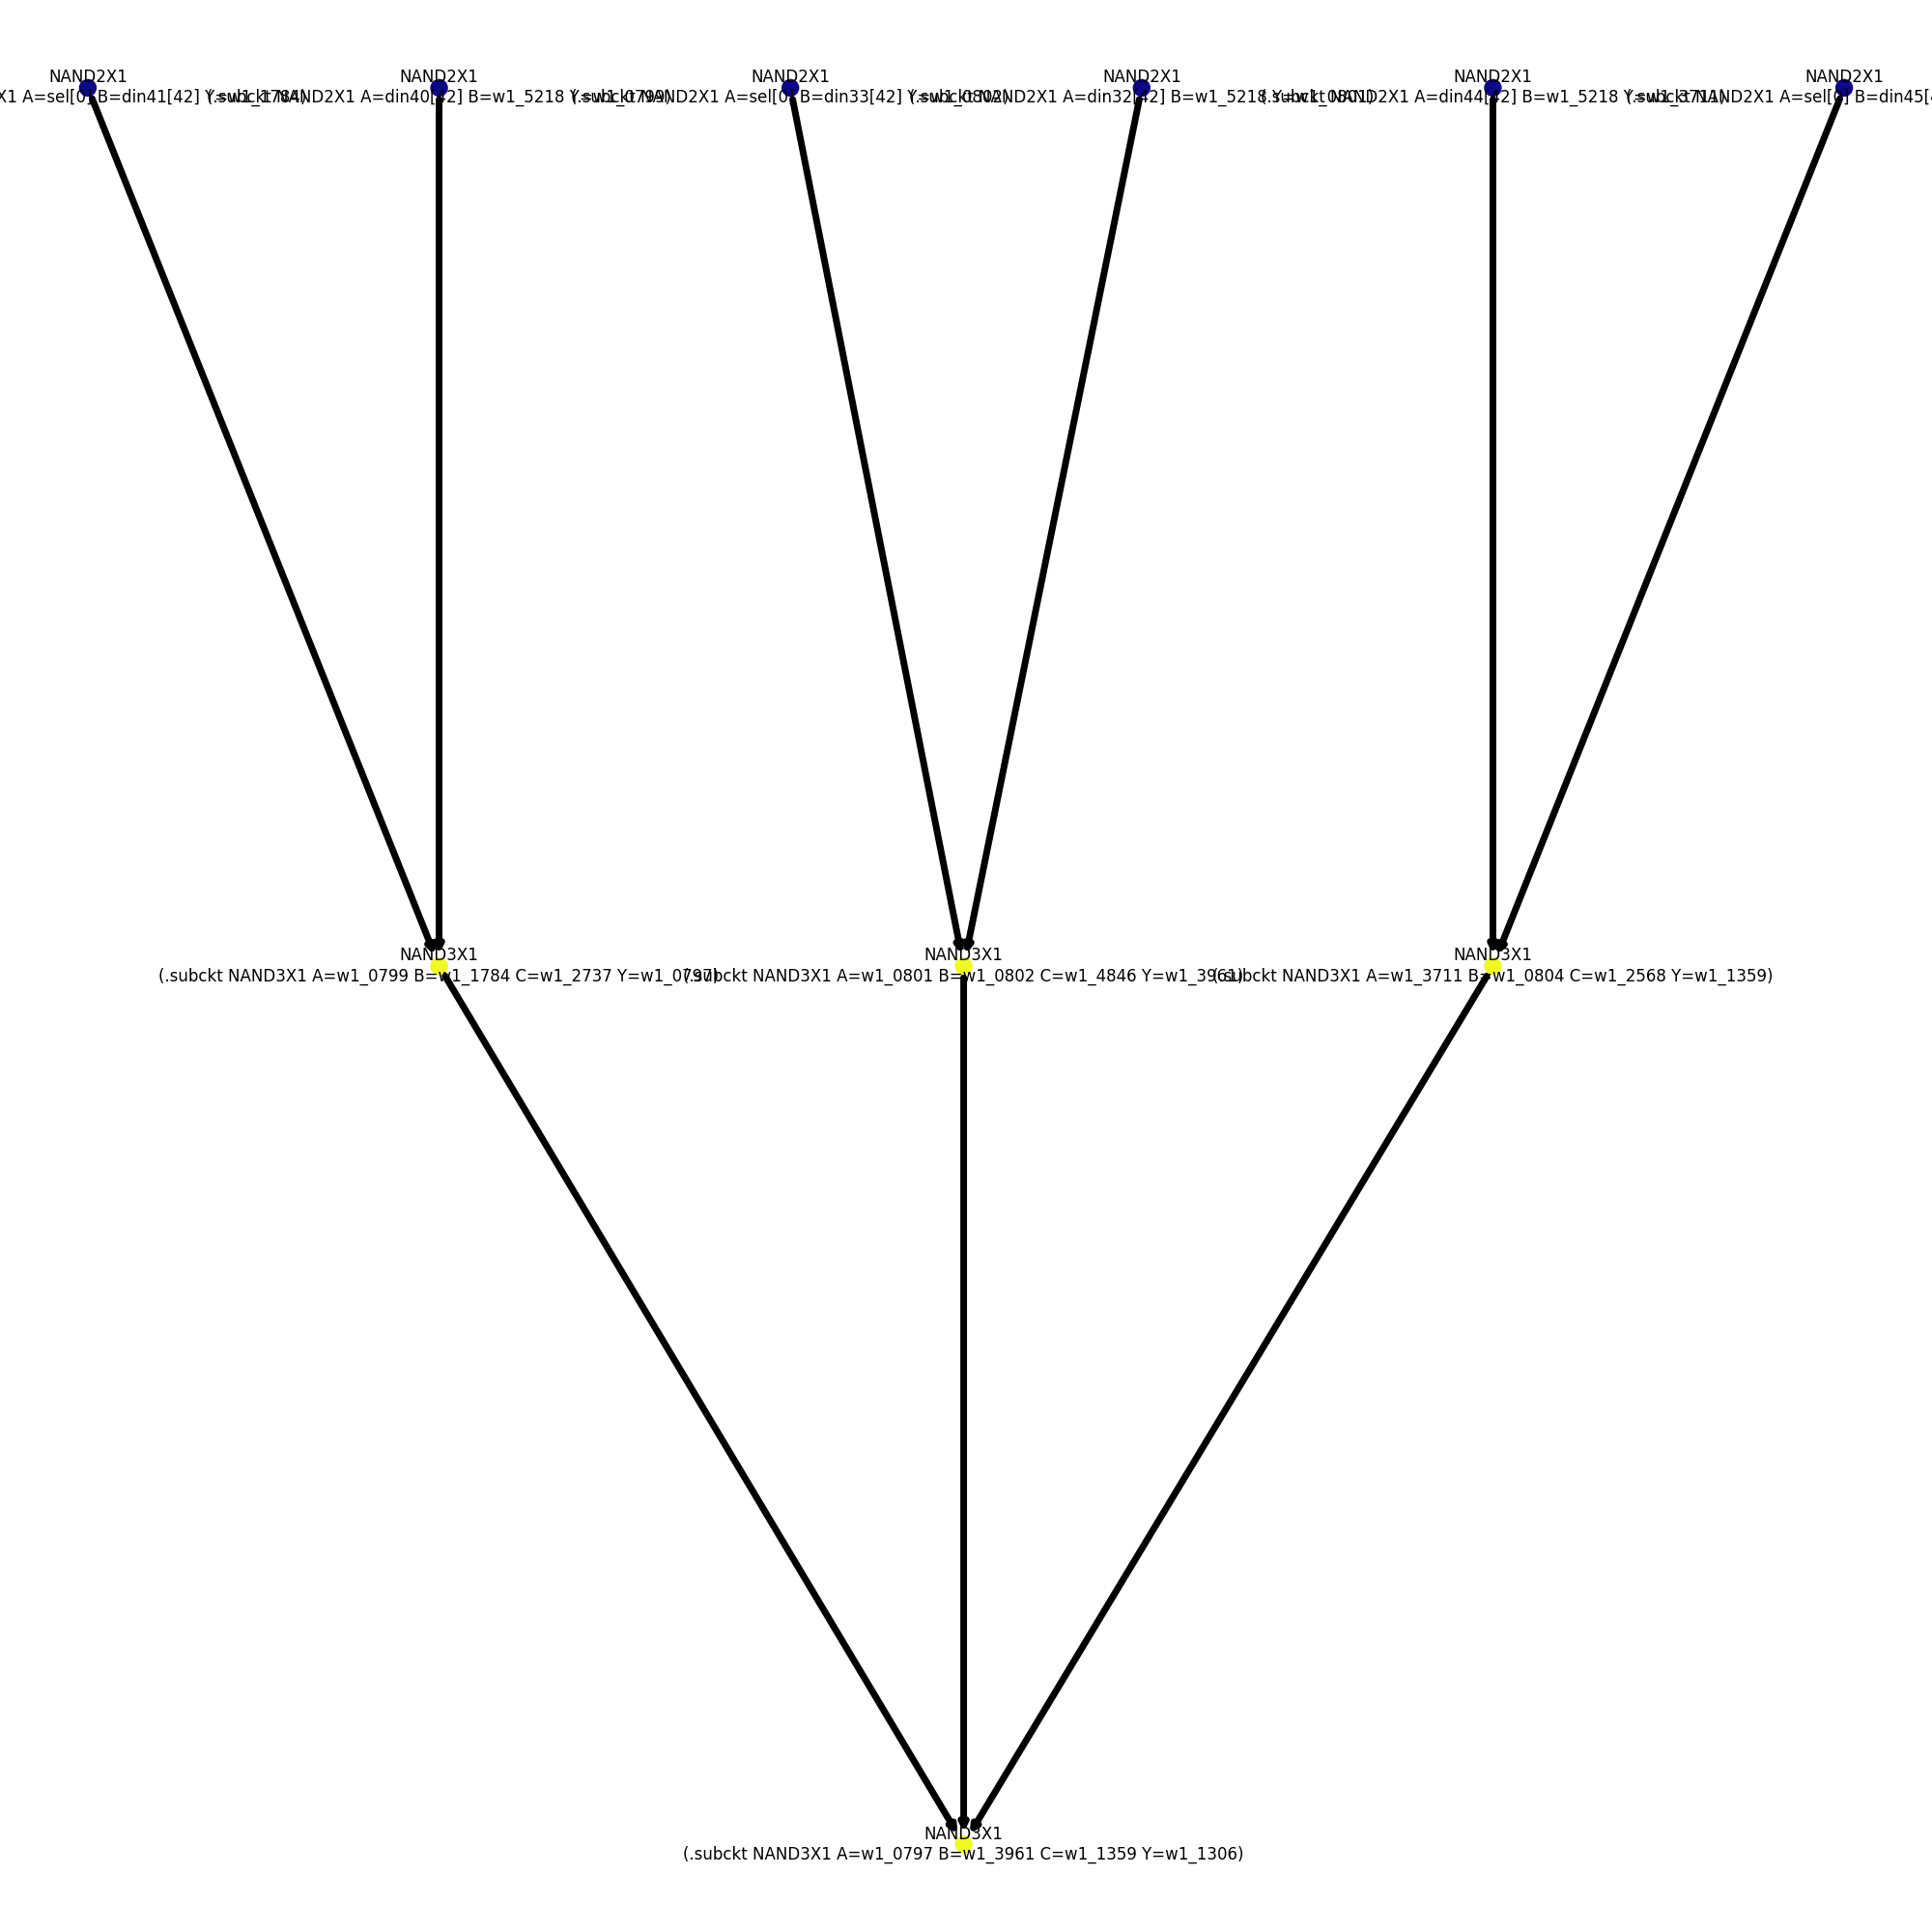 NAND2X1
NAND2X1
NAND2X1
NAND2X1
NAND2X1
NAND2X1
X1 A=sel[0] B=din41[42] Y=w1_1784)
(.subckt NAND2X1 A=din40[42] B=w1_5218 Y=w1_0799)
(.subckt NAND2X1 A=sel[0] B=din33[42] Y=w1_0802)
(.subckt NAND2X1 A=din32[42] B=w1_5218 Y=w1_0801)
(.subckt NAND2X1 A=din44[42] B=w1_5218 Y=w1_3711)
(.subckt NAND2X1 A=sel[0] B=din45[
NAND3X1
NAND3X1
NAND3X1
(.subckt NAND3X1 A=w1_0799 B=w1_1784 C=w1_2737 Y=w1_0797)
(.subckt NAND3X1 A=w1_0801 B=w1_0802 C=w1_4846 Y=w1_3961)
(.subckt NAND3X1 A=w1_3711 B=w1_0804 C=w1_2568 Y=w1_1359)
NAND3X1
(.subckt NAND3X1 A=w1_0797 B=w1_3961 C=w1_1359 Y=w1_1306)